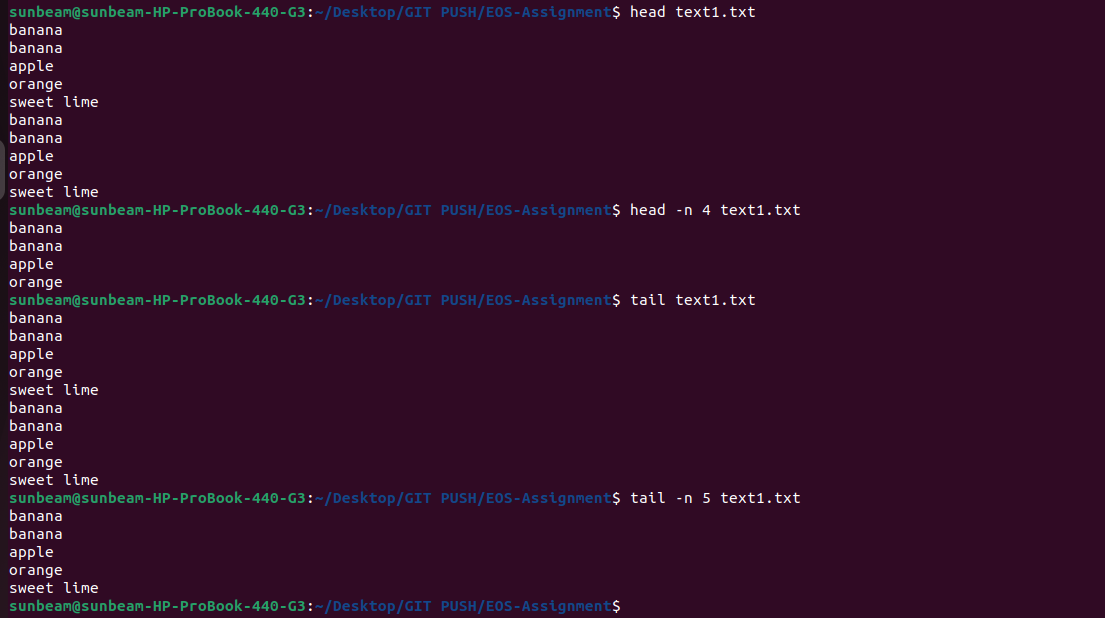 sunbeam@sunbeam-HP-ProBook-440-G3:~/Desktop/GIT PUSH/EOS-Assignment$ head text1.txt
banana
banana
apple
orange
sweet lime
banana
banana
apple
orange
sweet lime
sunbeam@sunbeam-HP-ProBook-440-G3:~/Desktop/GIT PUSH/EOS-Assignment$ head -n 4 text1.txt
banana
banana
apple
orange
sunbeam@sunbeam-HP-ProBook-440-G3:~/Desktop/GIT PUSH/EOS-Assignment$ tail text1.txt
banana
banana
apple
orange
sweet lime
banana
banana
apple
orange
sweet lime
sunbeam@sunbeam-HP-ProBook-440-G3:~/Desktop/GIT PUSH/EOS-Assignment$ tail -n 5 text1.txt
banana
banana
apple
orange
sweet lime
sunbeam@sunbeam-HP-ProBook-440-G3:~/Desktop/GIT PUSH/EOS-Assignment$